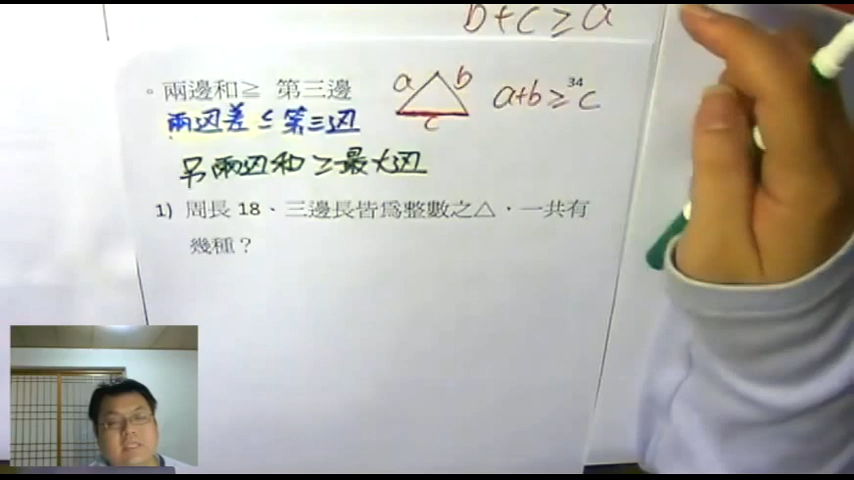 b+c≥a
。兩邊和≧ 第三邊
a b c
a+b≥c
34
兩边差≤第三边
另兩边和≥最大边
1) 周長 18、三邊長皆為整數之△，一共有
幾種？